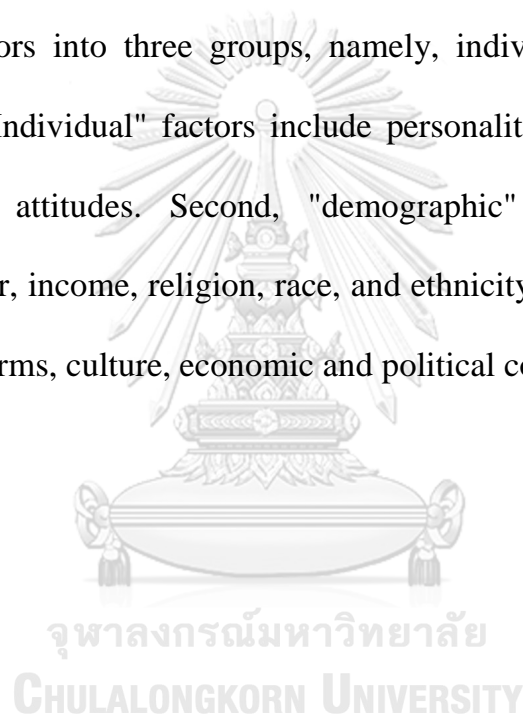 ors into three groups, namely, indiv
Individual" factors include personalit
attitudes. Second, "demographic"
r, income, religion, race, and ethnicity
rms, culture, economic and political co
จุฬาลงกรณ์มหาวิทยาลัย
CHULALONGKORN UNIVERSITY